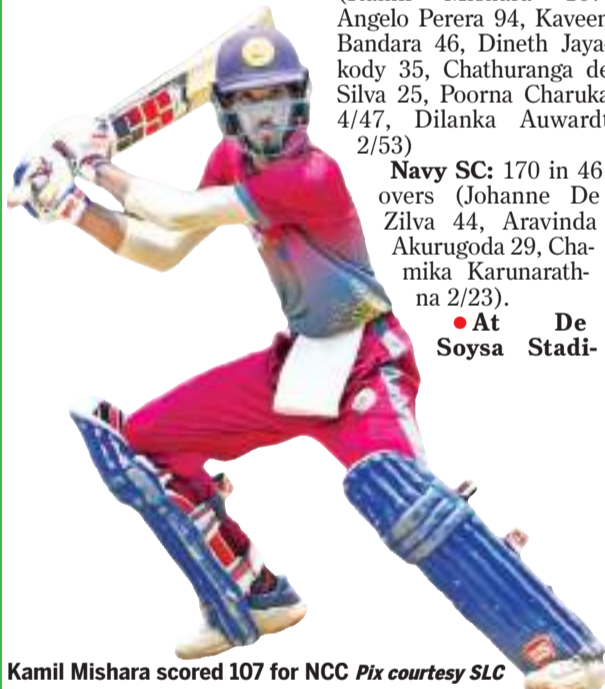 Angelo Perera 94, Kaveen
Bandara 46, Dineth Jaya-
kody 35, Chathuranga de
Silva 25, Poorna Charuka
4/47, Dilanka Auwardt
2/53)
Navy SC: 170 in 46
overs (Johanne De
Zilva 44, Aravinda
Akurugoda 29, Cha-
mika Karunarath-
na 2/23).
• At De
Soysa Stadi-
Kamil Mishara scored 107 for NCC Pix courtesy SLC